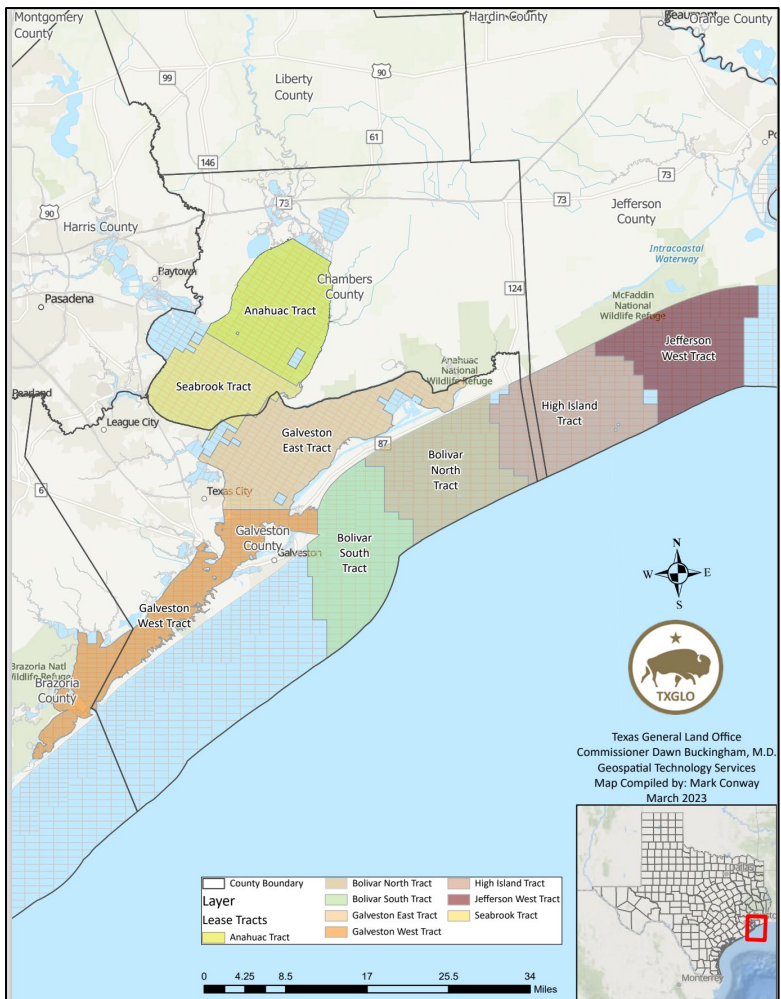 Montgomery
County
Hardin County
Beaumont
Orange County
99
Liberty
County
90
61
146
73
73
73
90
Harris County
Jefferson
County
Intracoastal
Waterway
Baytown
Chambers
County
Pasadena
124
McFaddin
National
Wildlife Refuge
Anahuac Tract
Jefferson
West Tract
Anahuac
National
Wildlife Refuge
Seabrook Tract
Pearland
High Island
Tract
League City
Galveston
East Tract
87
Bolivar
North
Tract
6
Texas City
Galveston
County
Galveston
Bolivar
South
Tract
N
W E
S
Galveston
West Tract
Brazoria Natl
Wildlife Refuge
Brazoria
County
TXGLO
Texas General Land Office
Commissioner Dawn Buckingham, M.D.
Geospatial Technology Services
Map Compiled by: Mark Conway
March 2023
Dallas
Monterrey
County Boundary
Layer
Lease Tracts
Anahuac Tract
Bolivar North Tract
Bolivar South Tract
Galveston East Tract
Galveston West Tract
High Island Tract
Jefferson West Tract
Seabrook Tract
0 4.25 8.5 17 25.5 34
Miles